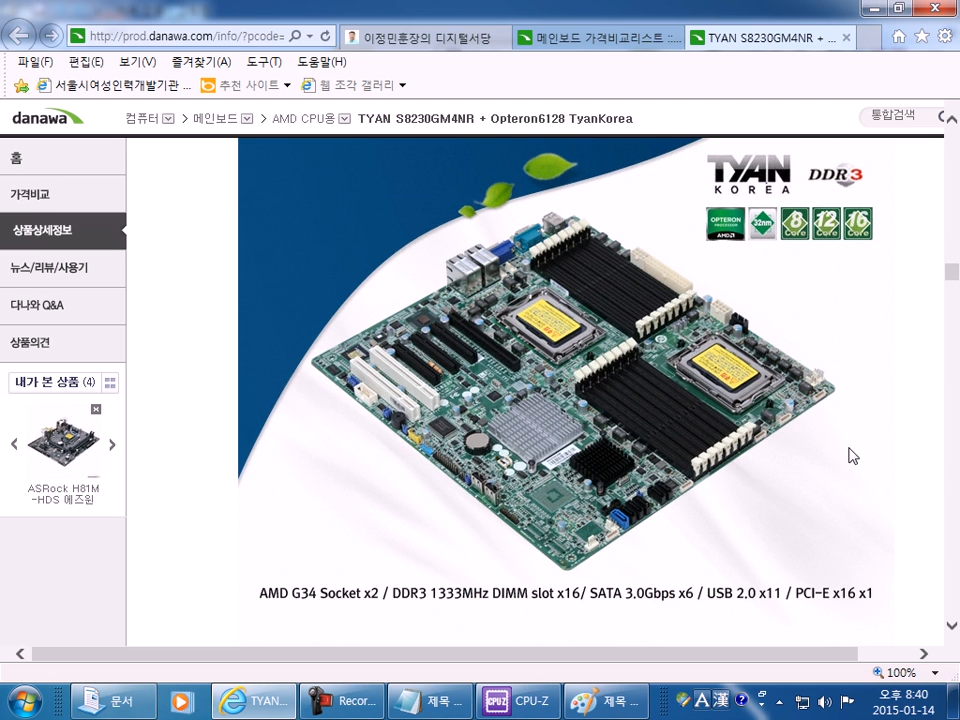 http://prod.danawa.com/info/?pcode=
이정민훈장의 디지털서당
메인보드 가격비교리스트 ::...
TYAN S8230GM4NR + ...
파일(F) 편집(E) 보기(V) 즐겨찾기(A) 도구(T) 도움말(H)
서울시여성인력개발기관 ... 추천 사이트 웹 조각 갤러리
danawa
컴퓨터 > 메인보드 > AMD CPU용 TYAN S8230GM4NR + Opteron6128 TyanKorea
통합검색
홈
가격비교
상품상세정보
뉴스/리뷰/사용기
다나와 Q&A
상품의견
내가 본 상품 (4)
ASRock H81M
-HDS 에즈윈
TYAN
KOREA
DDR3
OPTERON
AMD
32nm
8 Core
12 Core
16 Core
AMD G34 Socket x2 / DDR3 1333MHz DIMM slot x16/ SATA 3.0Gbps x6 / USB 2.0 x11 / PCI-E x16 x1
100%
문서
TYAN...
Recor...
제목 ...
CPU-Z
제목 ...
A 漢
오후 8:40
2015-01-14